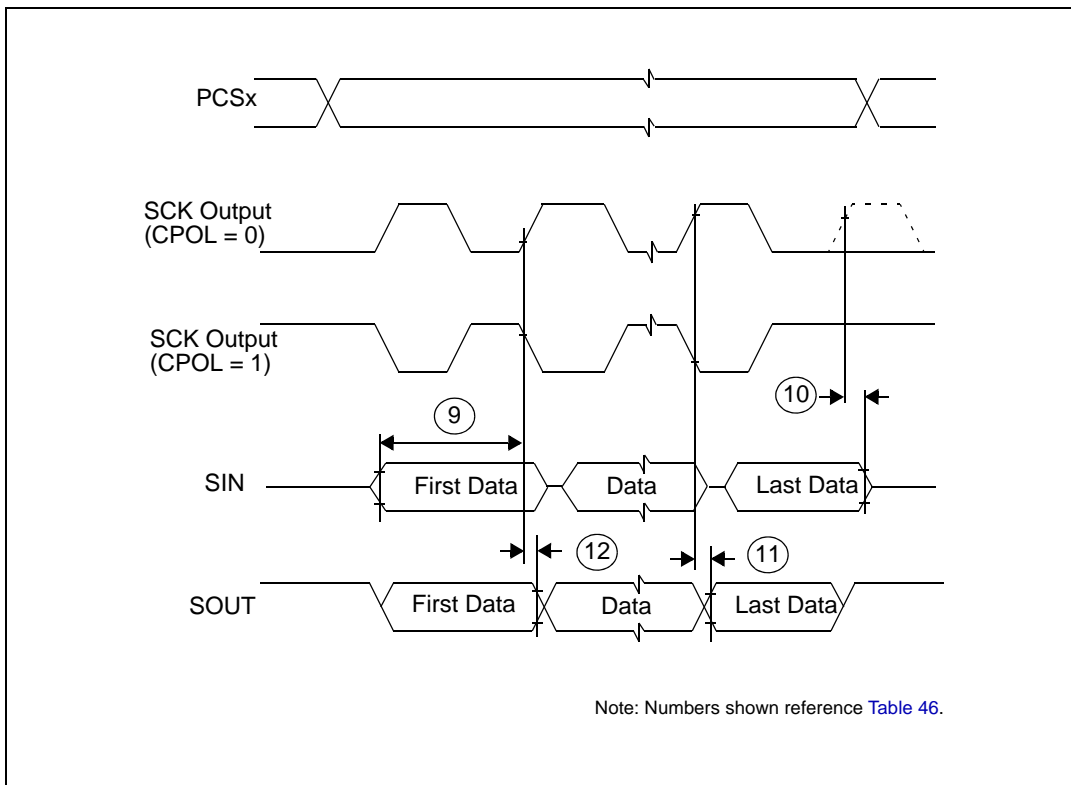 PCSx
SCK Output
(CPOL = 0)
SCK Output
(CPOL = 1)
10
9
SIN
First Data
Data
Last Data
12
11
SOUT
First Data
Data
Last Data
Note: Numbers shown reference Table 46.